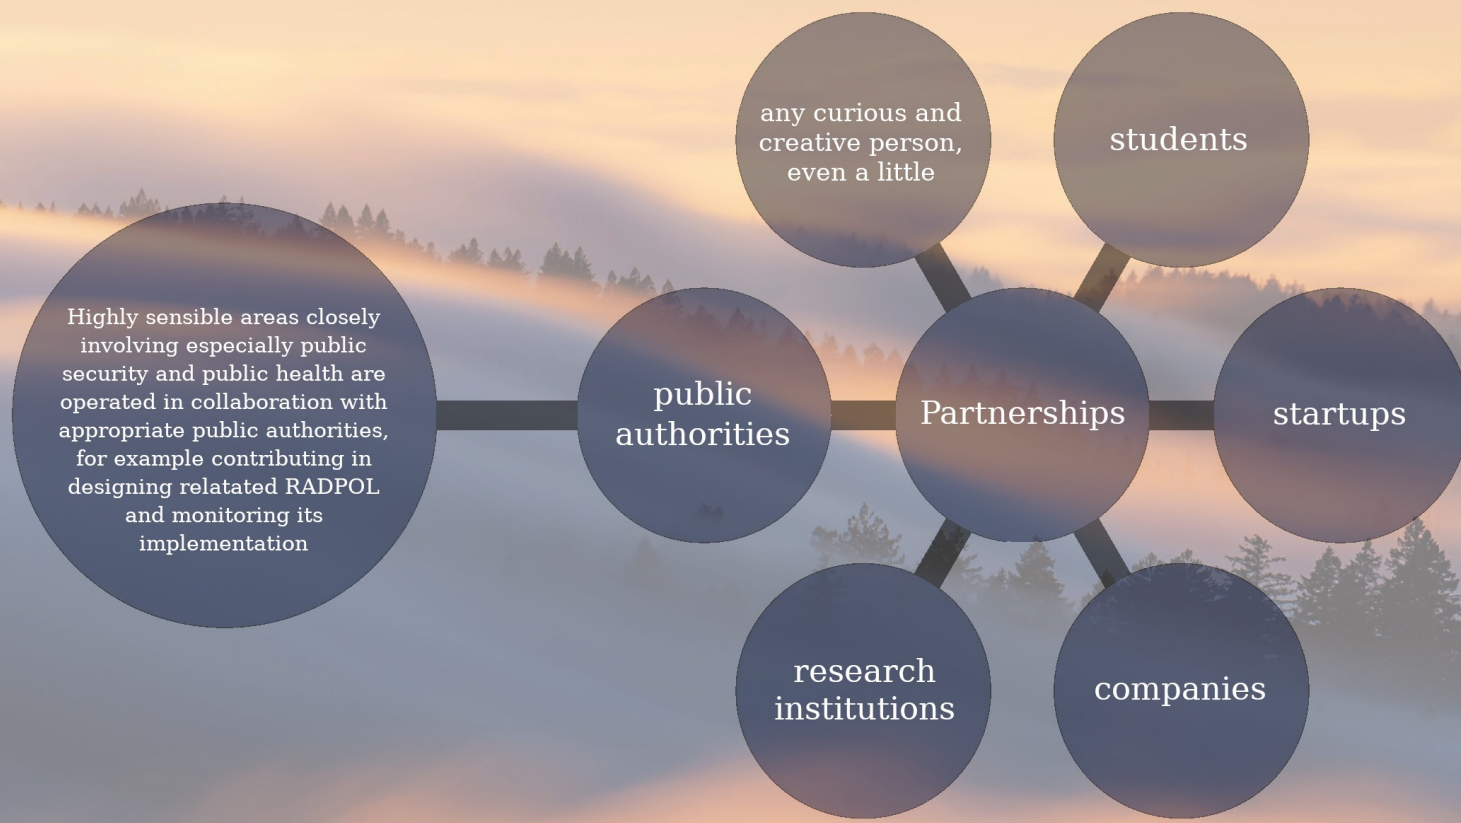 any curious and
creative person,
even a little
students
Highly sensible areas closely
involving especially public
security and public health are
operated in collaboration with
appropriate public authorities,
for example contributing in
designing relatated RADPOL
and monitoring its
implementation
public
authorities
Partnerships
startups
research
institutions
companies